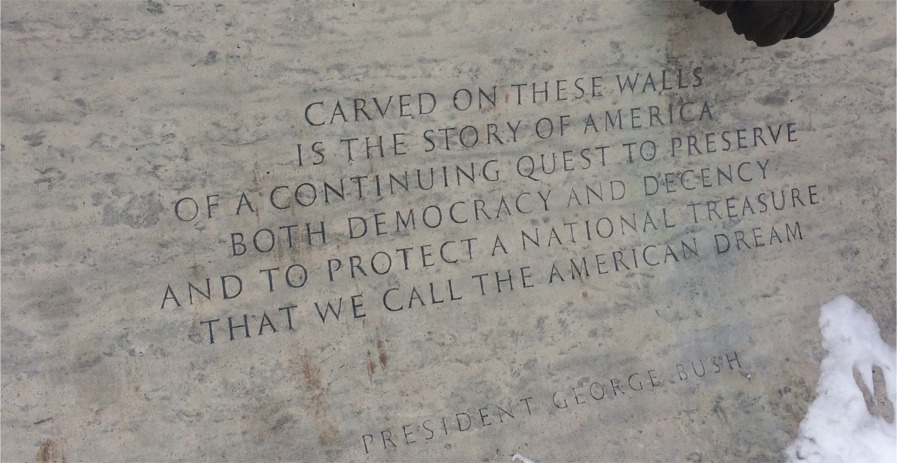 CARVED ON THESE WALLS
IS THE STORY OF AMERICA
OF A CONTINUING QUEST TO PRESERVE
BOTH DEMOCRACY AND DECENCY
AND TO PROTECT A NATIONAL TREASURE
THAT WE CALL THE AMERICAN DREAM
PRESIDENT GEORGE BUSH